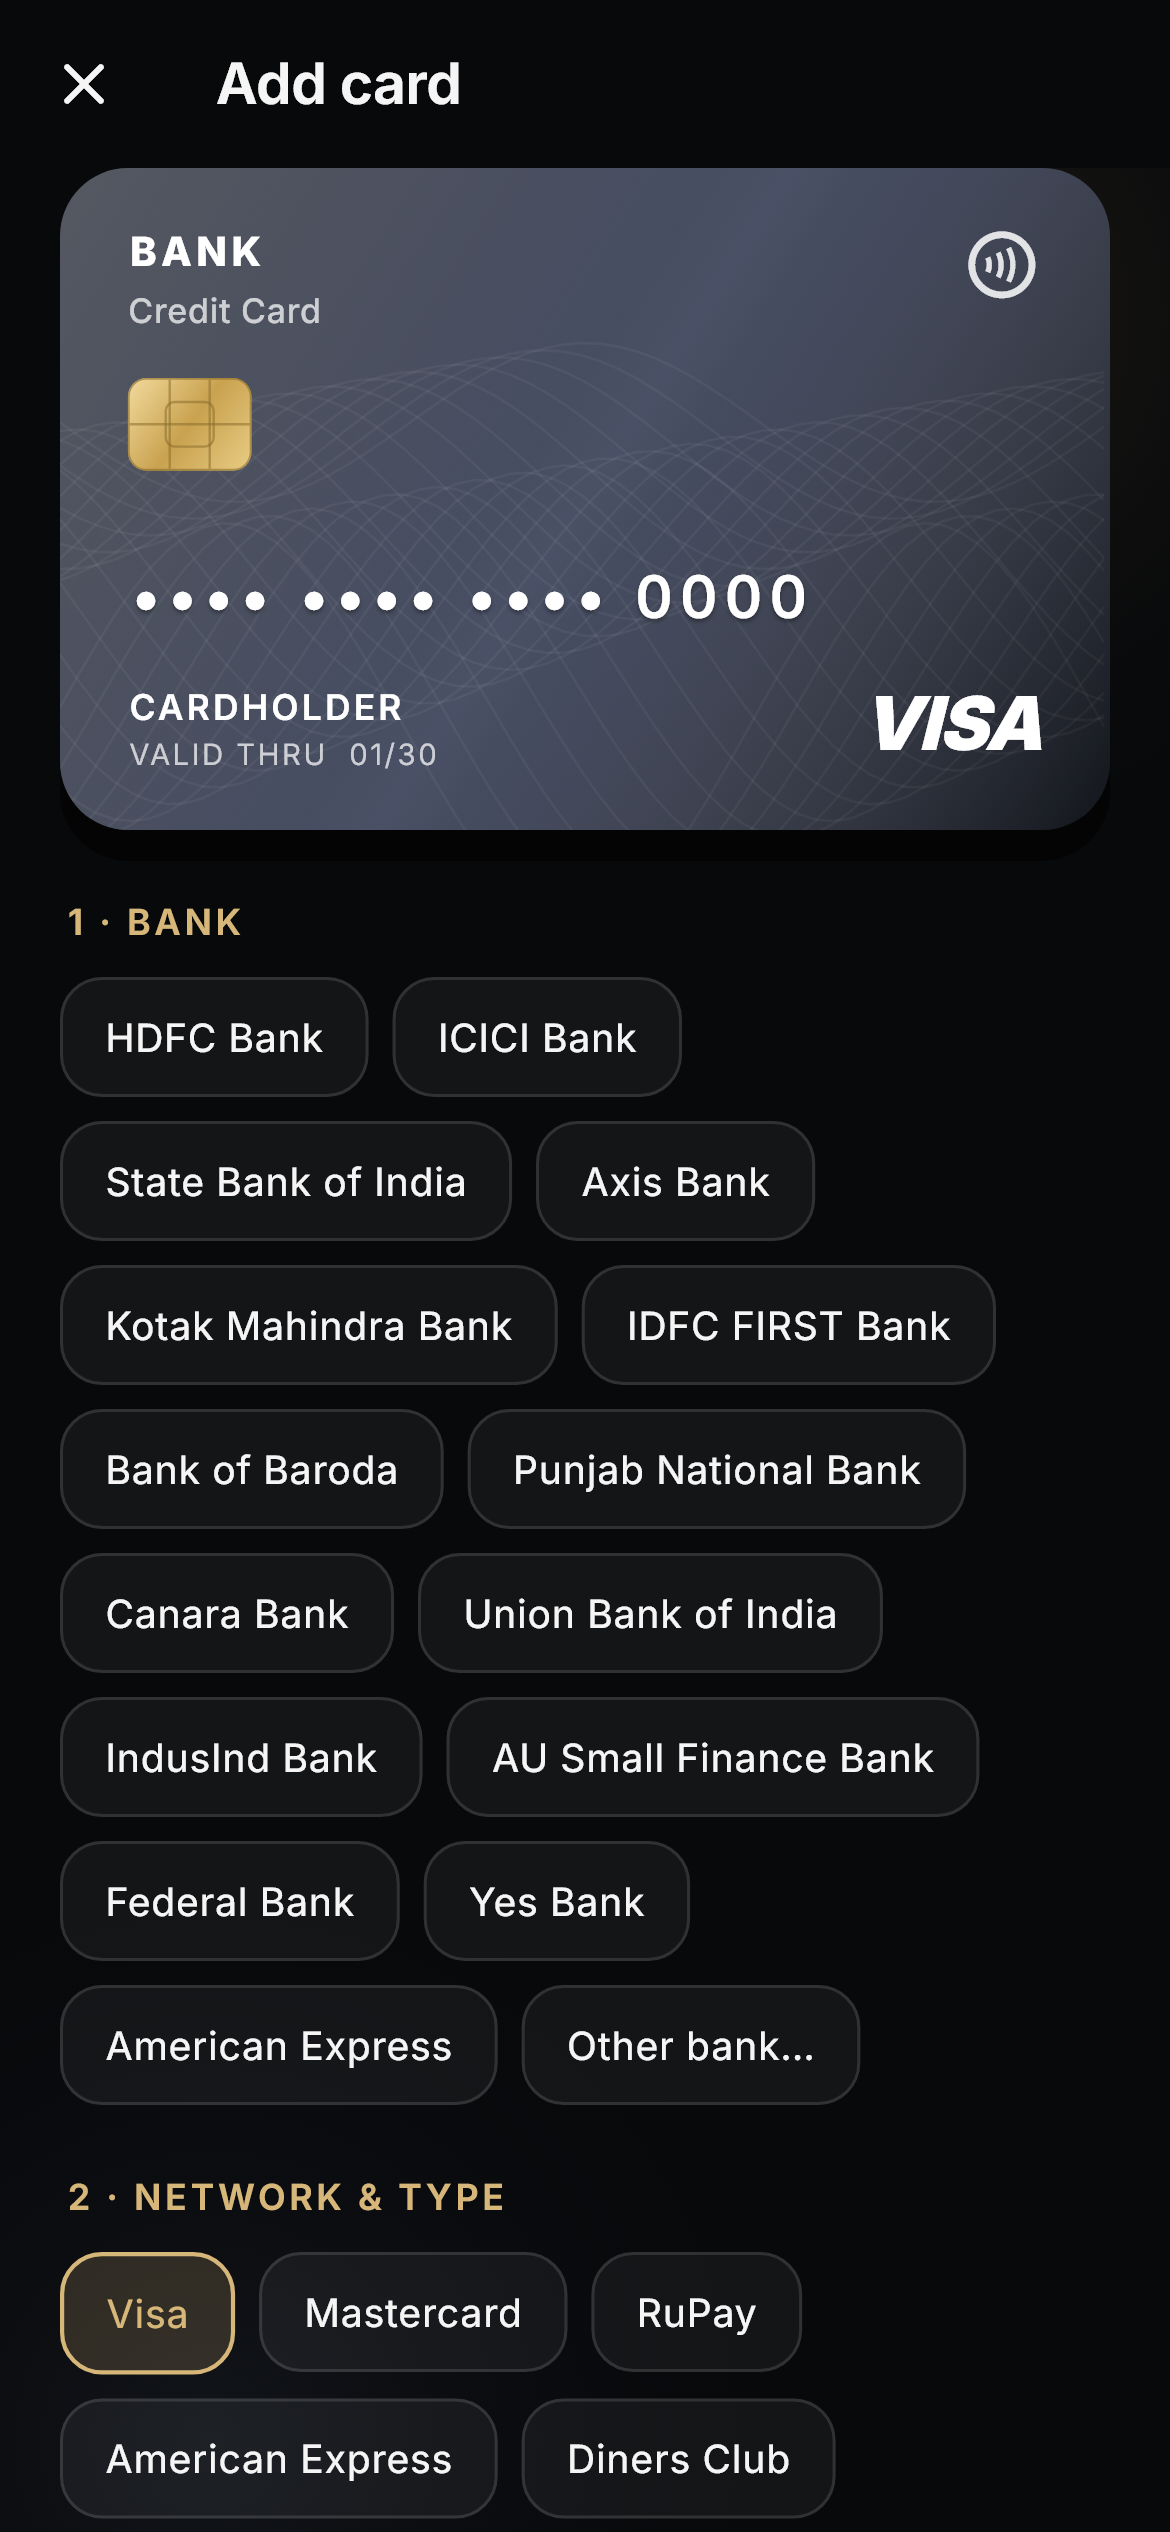 Add card
BANK
Credit Card
•••• •••• •••• 0000
CARDHOLDER
VALID THRU 01/30
VISA
1 · BANK
HDFC Bank ICICI Bank
State Bank of India Axis Bank
Kotak Mahindra Bank IDFC FIRST Bank
Bank of Baroda Punjab National Bank
Canara Bank Union Bank of India
IndusInd Bank AU Small Finance Bank
Federal Bank Yes Bank
American Express Other bank...
2 · NETWORK & TYPE
Visa Mastercard RuPay
American Express Diners Club